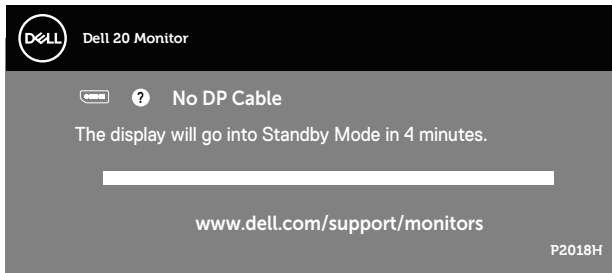 DELL
Dell 20 Monitor
? No DP Cable
The display will go into Standby Mode in 4 minutes.
www.dell.com/support/monitors
P2018H